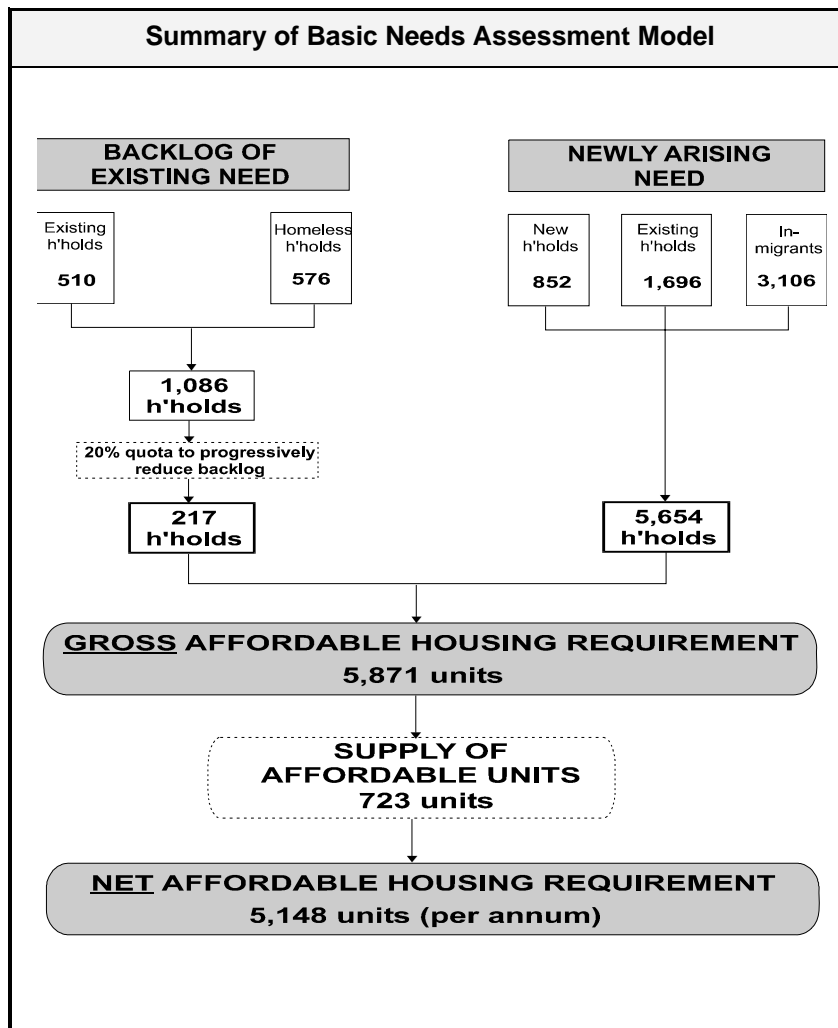 Summary of Basic Needs Assessment Model
BACKLOG OF
EXISTING NEED
Existing
h'holds
510
Homeless
h'holds
576
1,086
h'holds
20% quota to progressively
reduce backlog
217
h'holds
NEWLY ARISING
NEED
New
h'holds
852
Existing
h'holds
1,696
In-
migrants
3,106
5,654
h'holds
GROSS AFFORDABLE HOUSING REQUIREMENT
5,871 units
SUPPLY OF
AFFORDABLE UNITS
723 units
NET AFFORDABLE HOUSING REQUIREMENT
5,148 units (per annum)